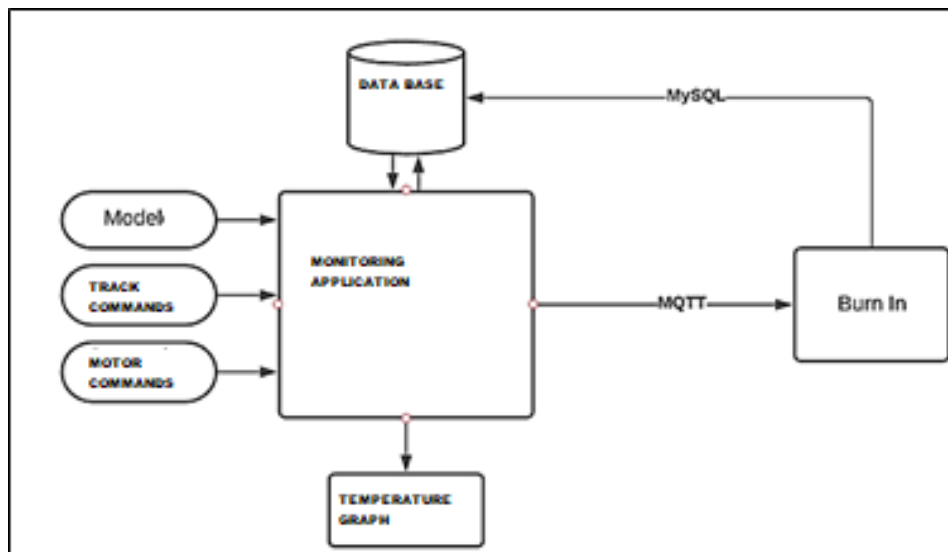 DATA BASE
MySQL
Model
MONITORING
APPLICATION
TRACK
COMMANDS
MQTT
Burn In
MOTOR
COMMANDS
TEMPERATURE
GRAPH